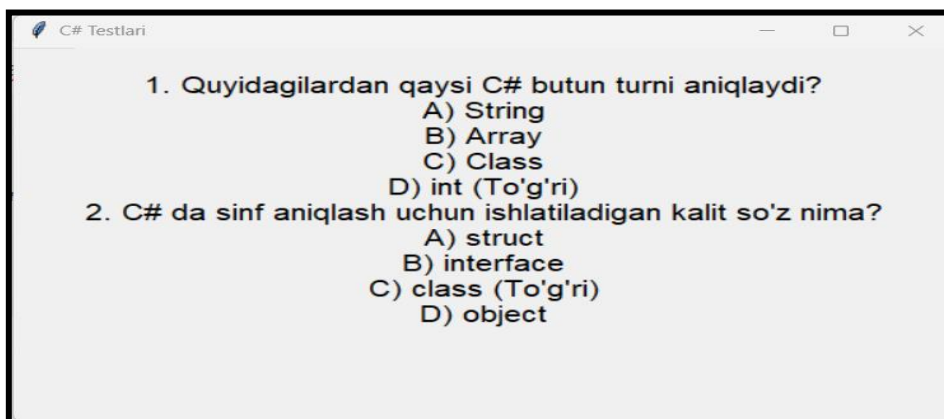 C# Testlari
1. Quyidagilardan qaysi C# butun turni aniqlaydi?
A) String
B) Array
C) Class
D) int (To'g'ri)
2. C# da sinf aniqlash uchun ishlatiladigan kalit so'z nima?
A) struct
B) interface
C) class (To'g'ri)
D) object